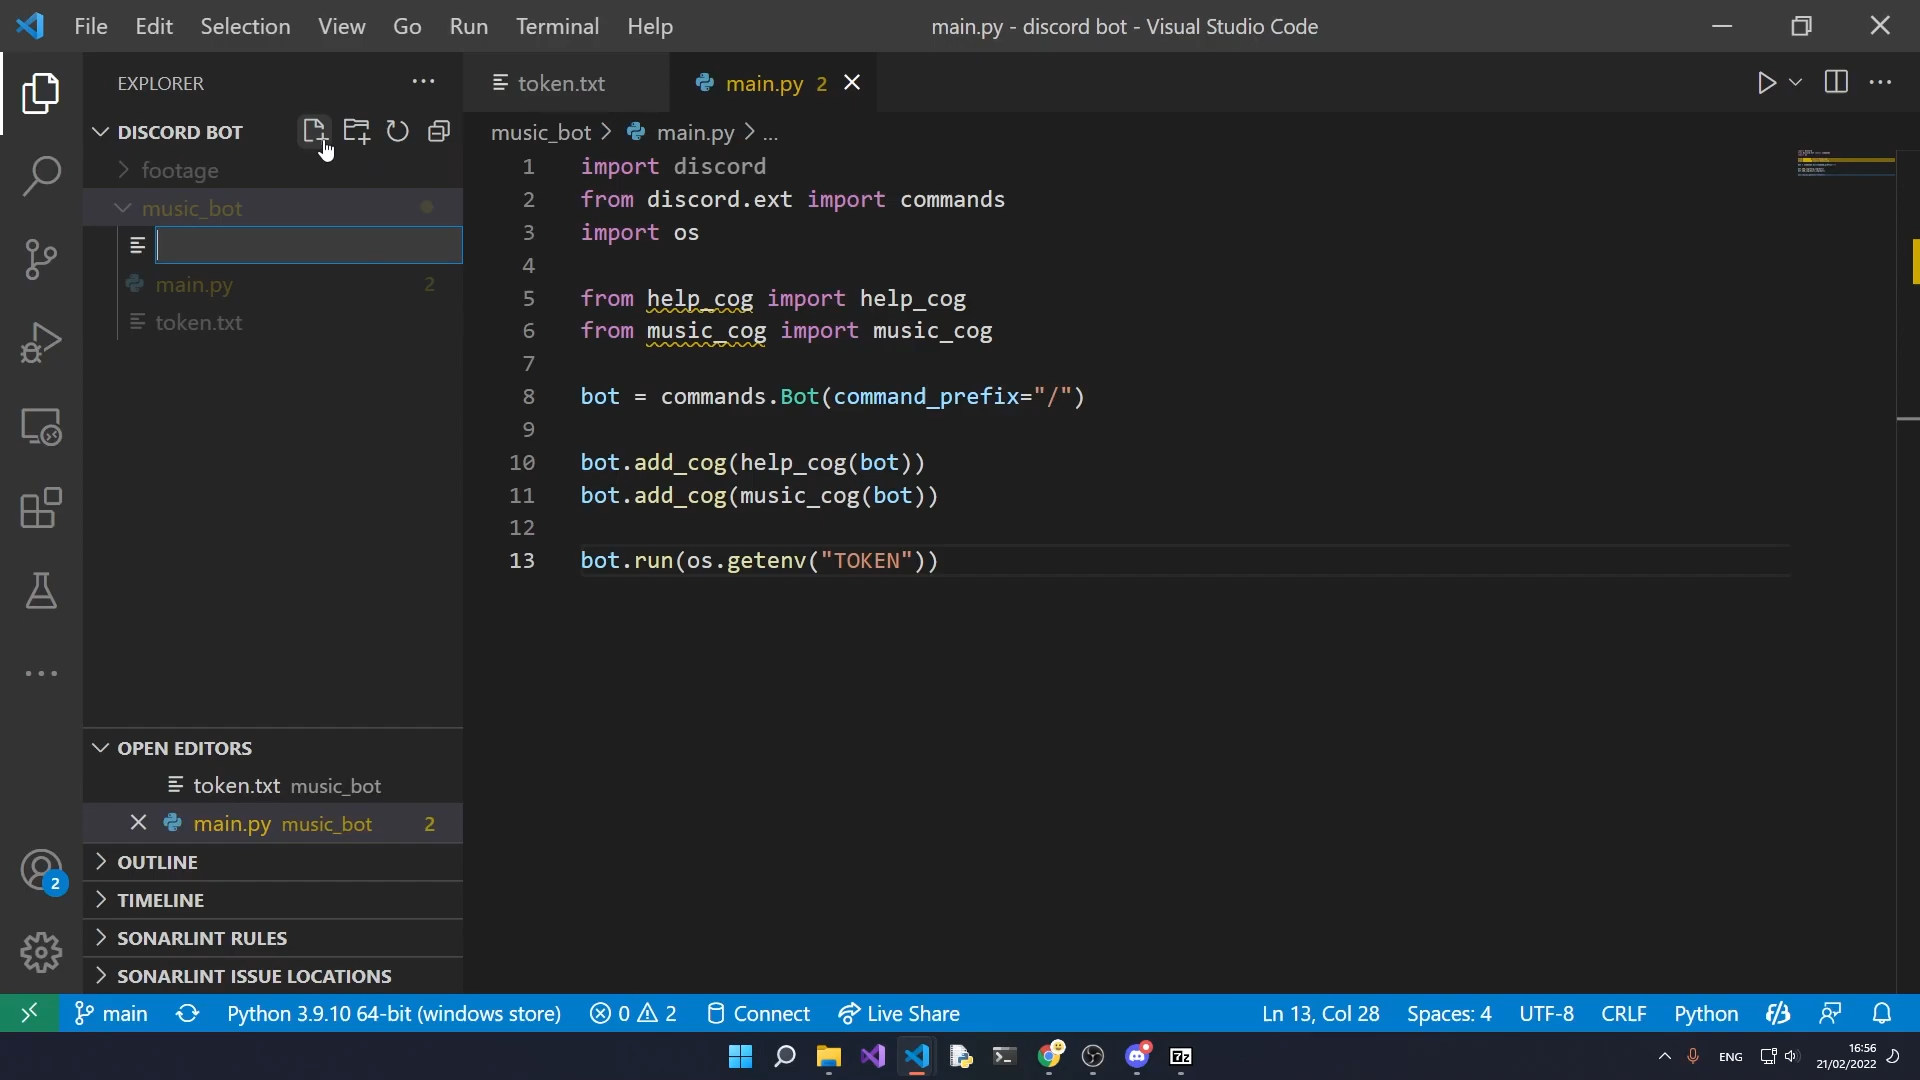 File Edit Selection View Go Run Terminal Help
main.py - discord bot - Visual Studio Code
EXPLORER
DISCORD BOT
footage
music_bot
main.py 2
token.txt
OPEN EDITORS
token.txt music_bot
main.py music_bot 2
OUTLINE
TIMELINE
SONARLINT RULES
SONARLINT ISSUE LOCATIONS
2
token.txt
main.py 2
music_bot > main.py > ...
1 import discord
2 from discord.ext import commands
3 import os
4
5 from help_cog import help_cog
6 from music_cog import music_cog
7
8 bot = commands.Bot(command_prefix="/")
9
10 bot.add_cog(help_cog(bot))
11 bot.add_cog(music_cog(bot))
12
13 bot.run(os.getenv("TOKEN"))
main Python 3.9.10 64-bit (windows store) 0 2 Connect Live Share Ln 13, Col 28 Spaces: 4 UTF-8 CRLF Python
7z
ENG
16:56
21/02/2022